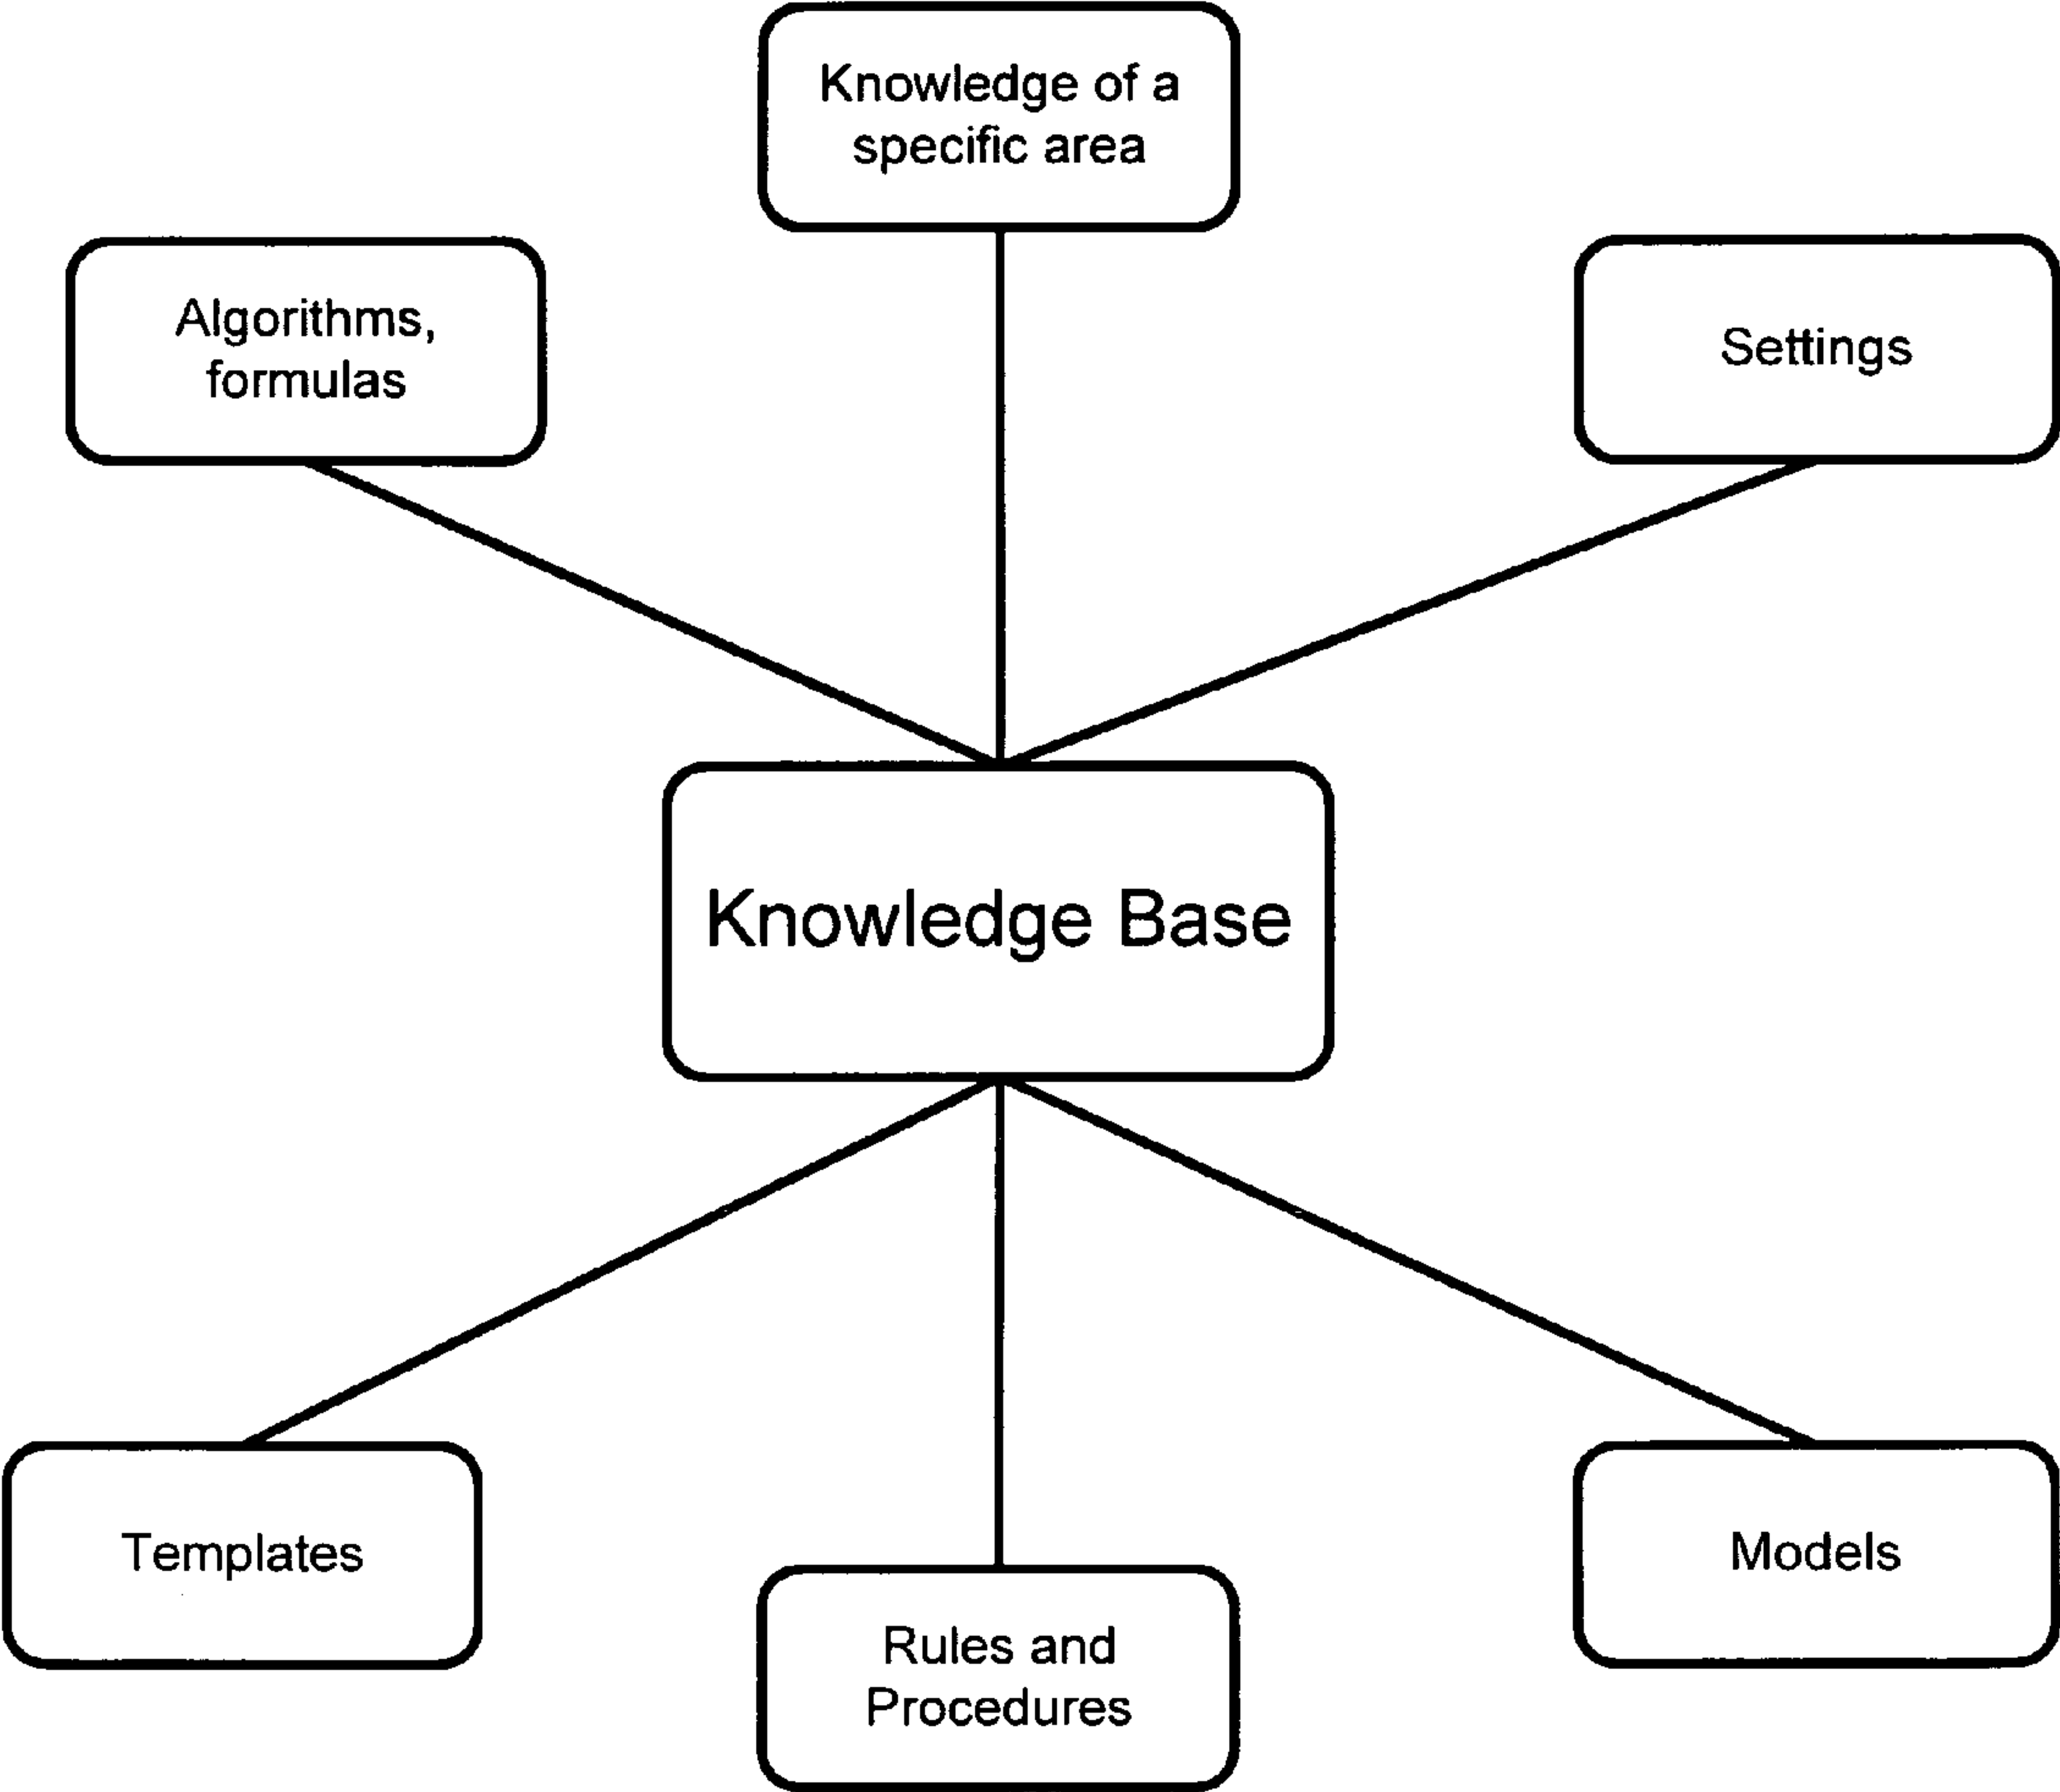 Knowledge of a
specific area
Algorithms,
formulas
Settings
Knowledge Base
Templates
Models
Rules and
Procedures